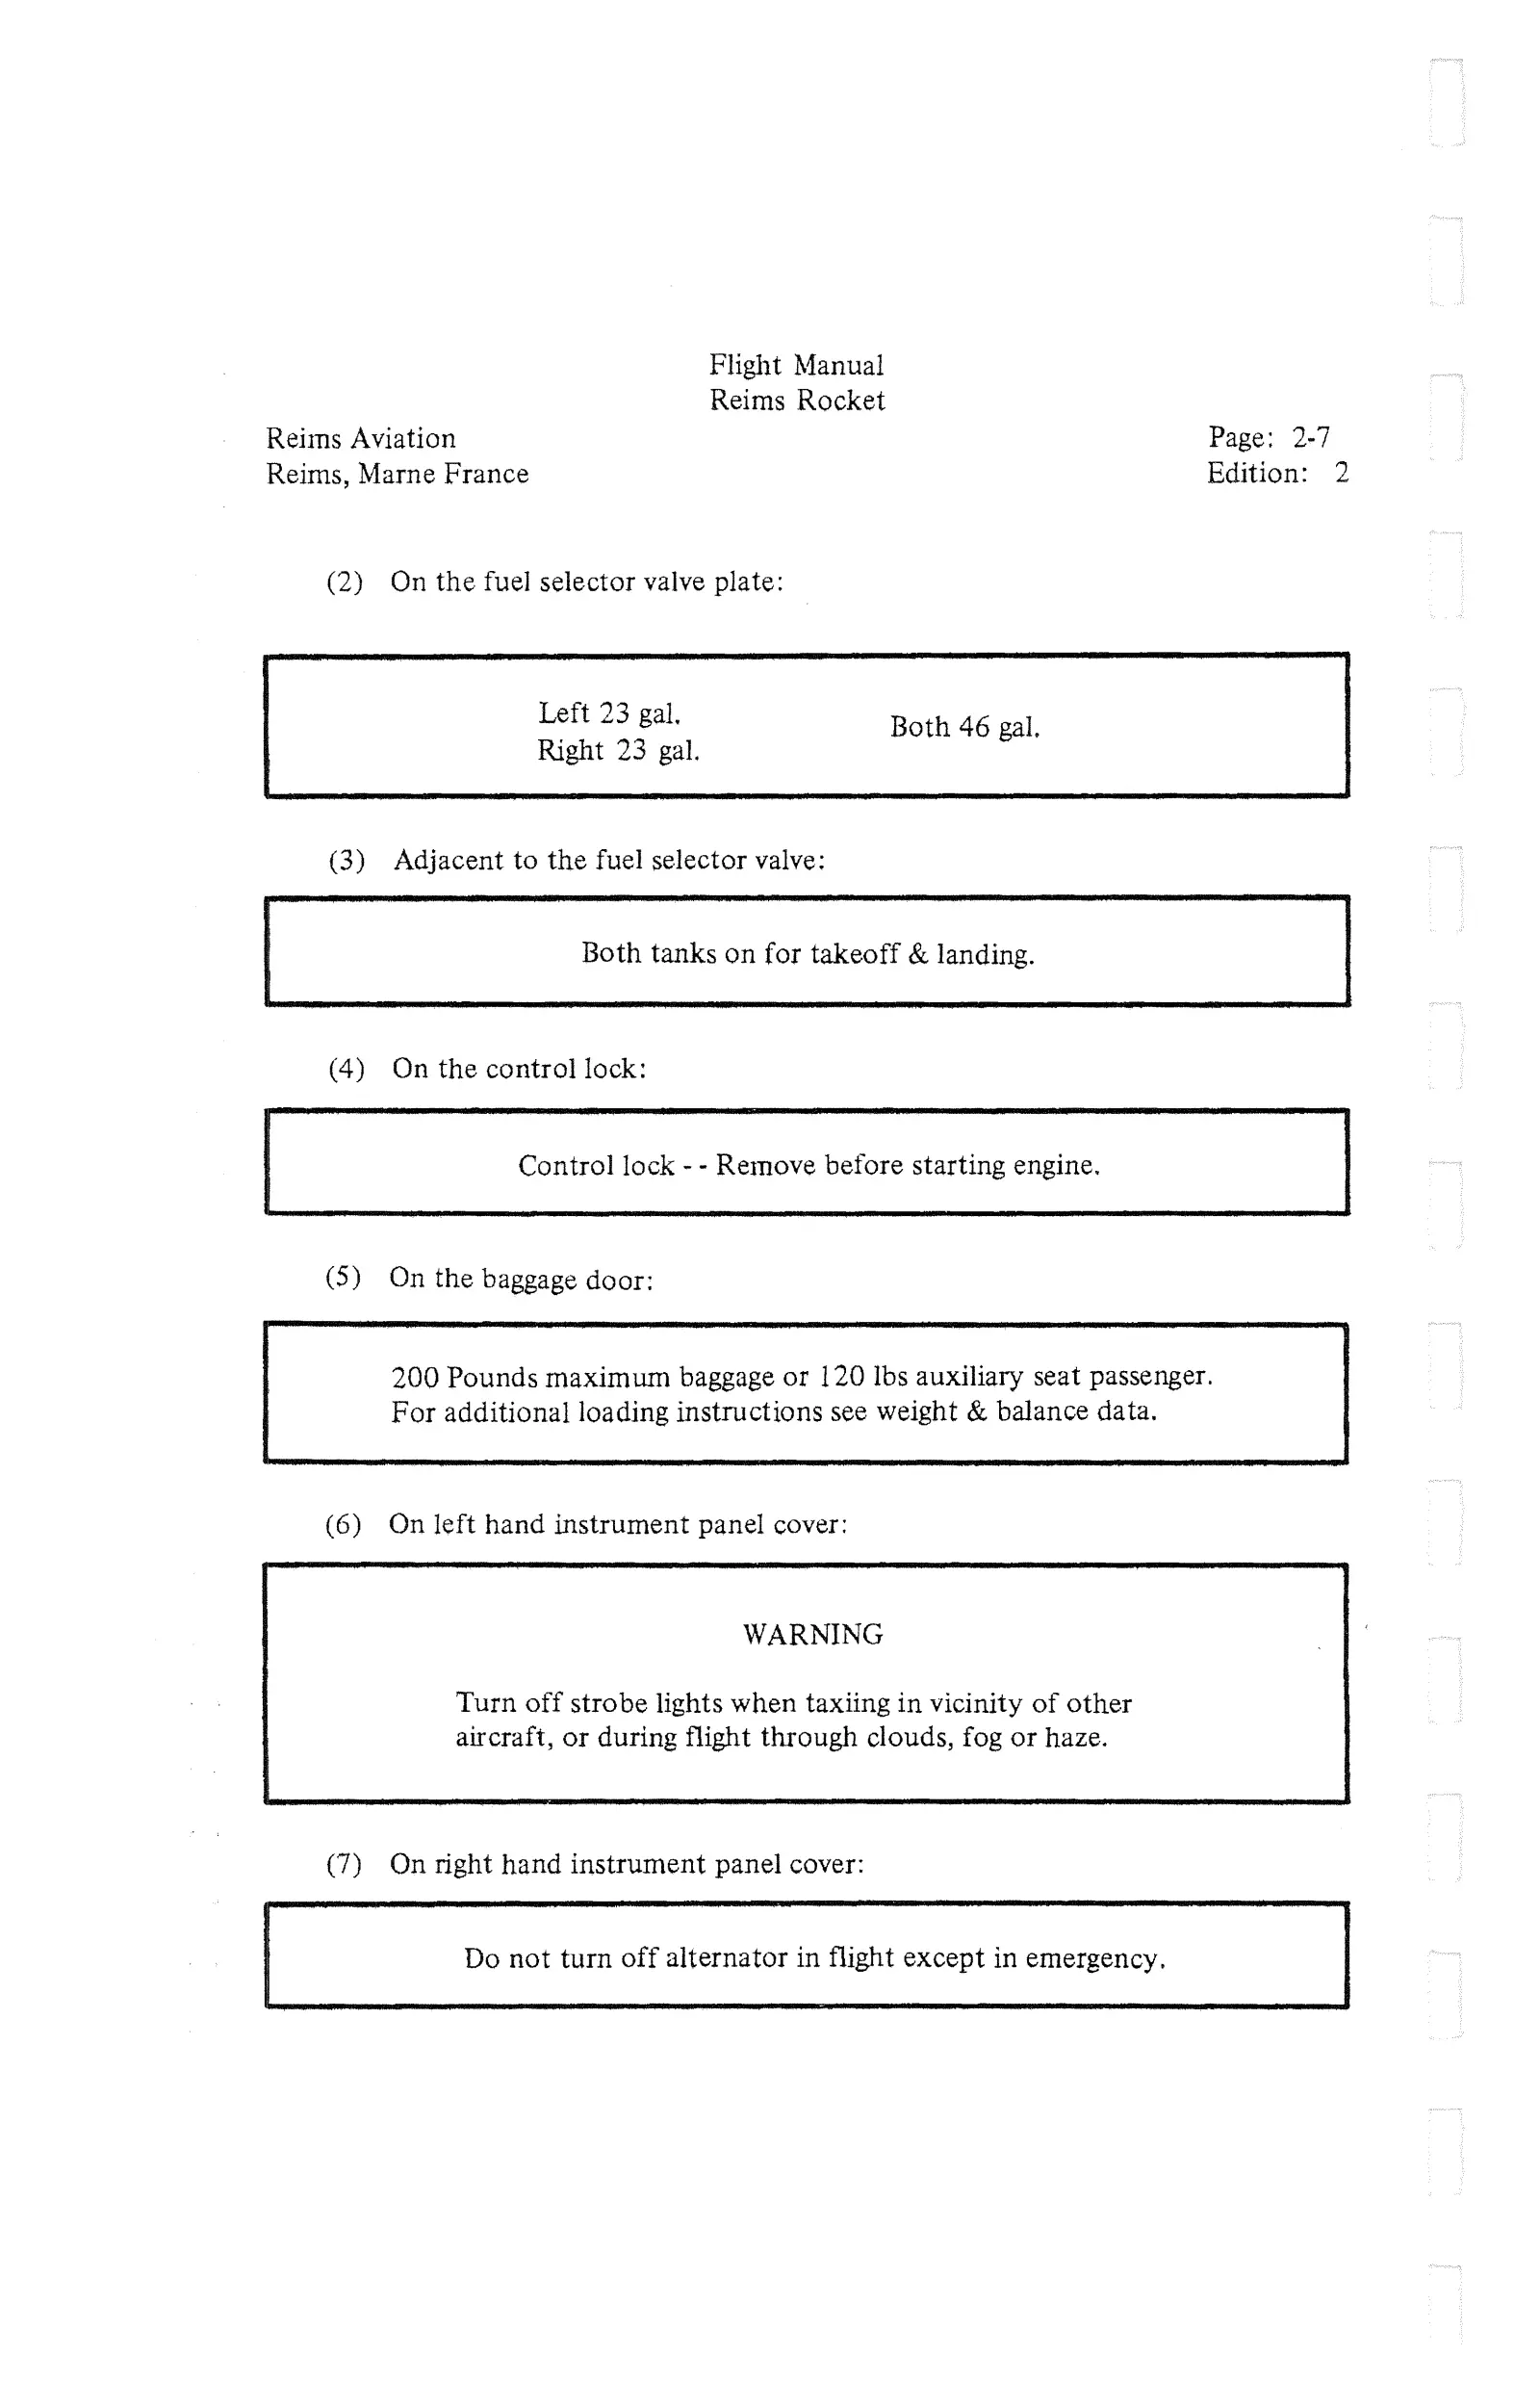 Flight Manual
Reims Rocket
Reims Aviation
Page: 2-7
Reims, Marne France
Edition: 2
(2) On the fuel selector valve plate:
Left 23 gal.
Both 46 gal.
Right 23 gal.
(3) Adjacent to the fuel selector valve:
Both tanks on for takeoff & landing.
(4) On the control lock:
Control lock - - Remove before starting engine.
(5) On the baggage door:
200 Pounds maximum baggage or 120 lbs auxiliary seat passenger.
For additional loading instructions see weight & balance data.
(6) On left hand instrument panel cover:
WARNING
Turn off strobe lights when taxiing in vicinity of other
aircraft, or during flight through clouds, fog or haze.
(7) On right hand instrument panel cover:
Do not turn off alternator in flight except in emergency.